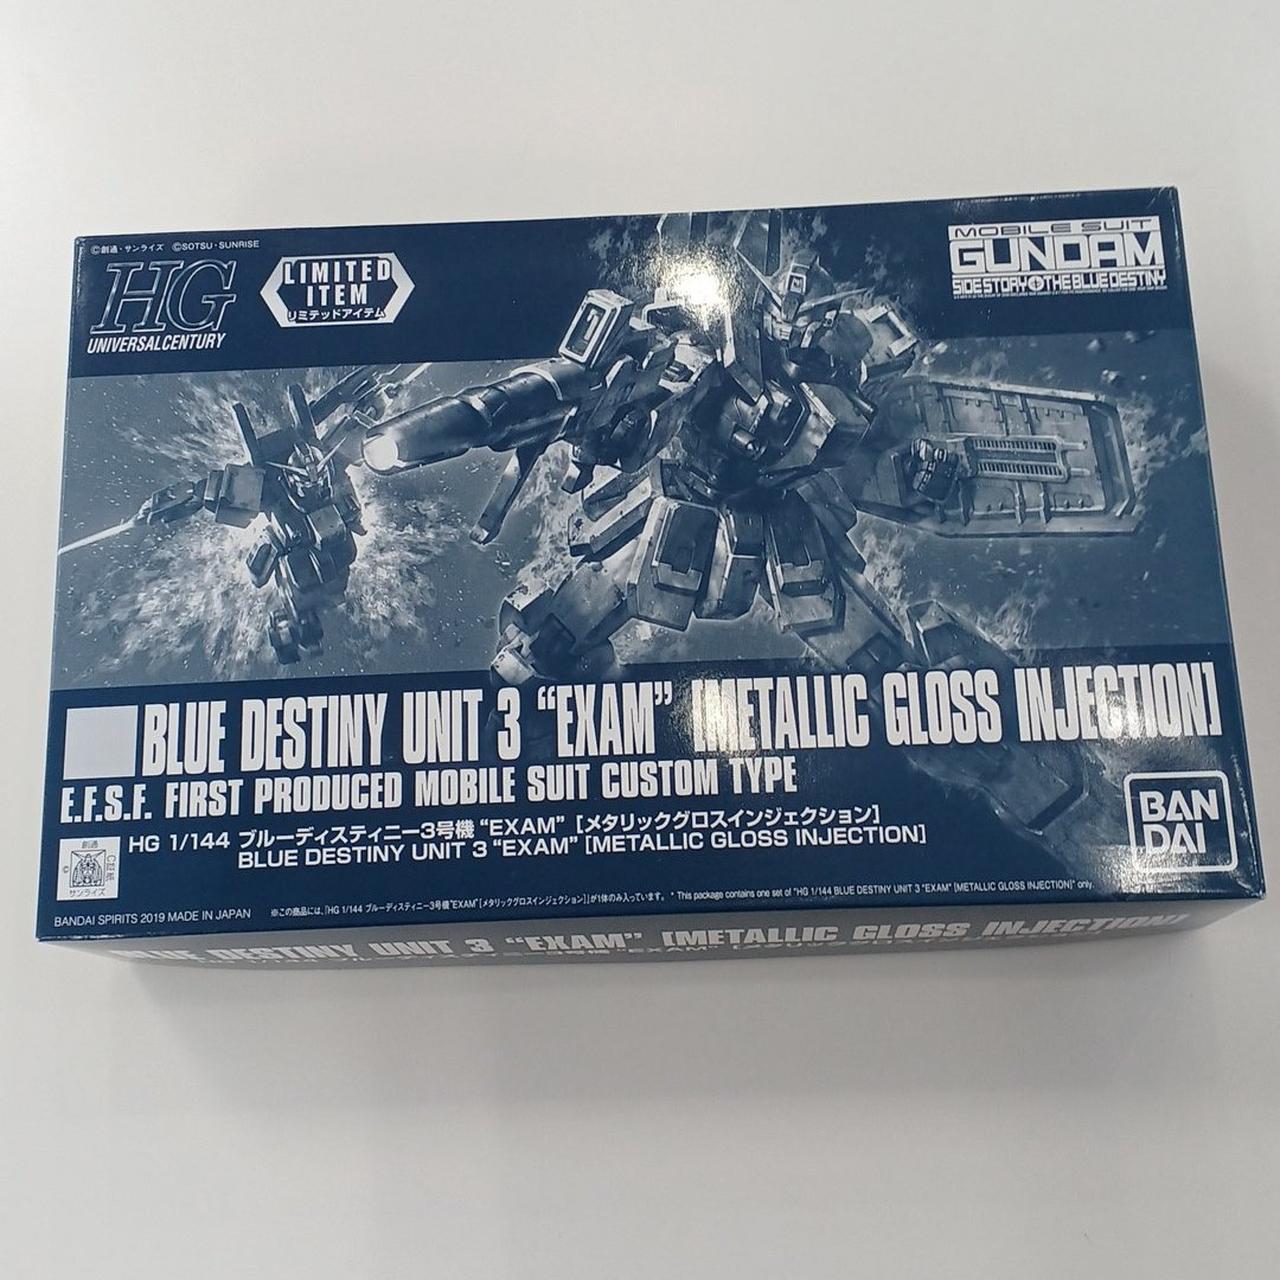 ©創通・サンライズ ©SOTSU・SUNRISE
HG
UNIVERSAL CENTURY
LIMITED
ITEM
リミテッドアイテム
MOBILE SUIT
GUNDAM
SIDE STORY THE BLUE DESTINY
BLUE DESTINY UNIT 3 “EXAM” [METALLIC GLOSS INJECTION]
E.F.S.F. FIRST PRODUCED MOBILE SUIT CUSTOM TYPE
HG 1/144 ブルーディスティニー3号機 “EXAM” [メタリックグロスインジェクション]
BLUE DESTINY UNIT 3 “EXAM” [METALLIC GLOSS INJECTION]
BAN
DAI
創通
©
サンライズ
BANDAI SPIRITS 2019 MADE IN JAPAN
※この商品には、「HG 1/144 ブルーディスティニー3号機“EXAM”[メタリックグロスインジェクション]」が1体のみ入っています。 * This package contains one set of "HG 1/144 BLUE DESTINY UNIT 3 "EXAM" [METALLIC GLOSS INJECTION]" only.
BLUE DESTINY UNIT 3 “EXAM” [METALLIC GLOSS INJECTION]